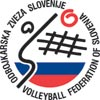 ODBOJKARSKA ZVEZA SLOVENIJE
VOLLEYBALL FEDERATION OF SLOVENIA